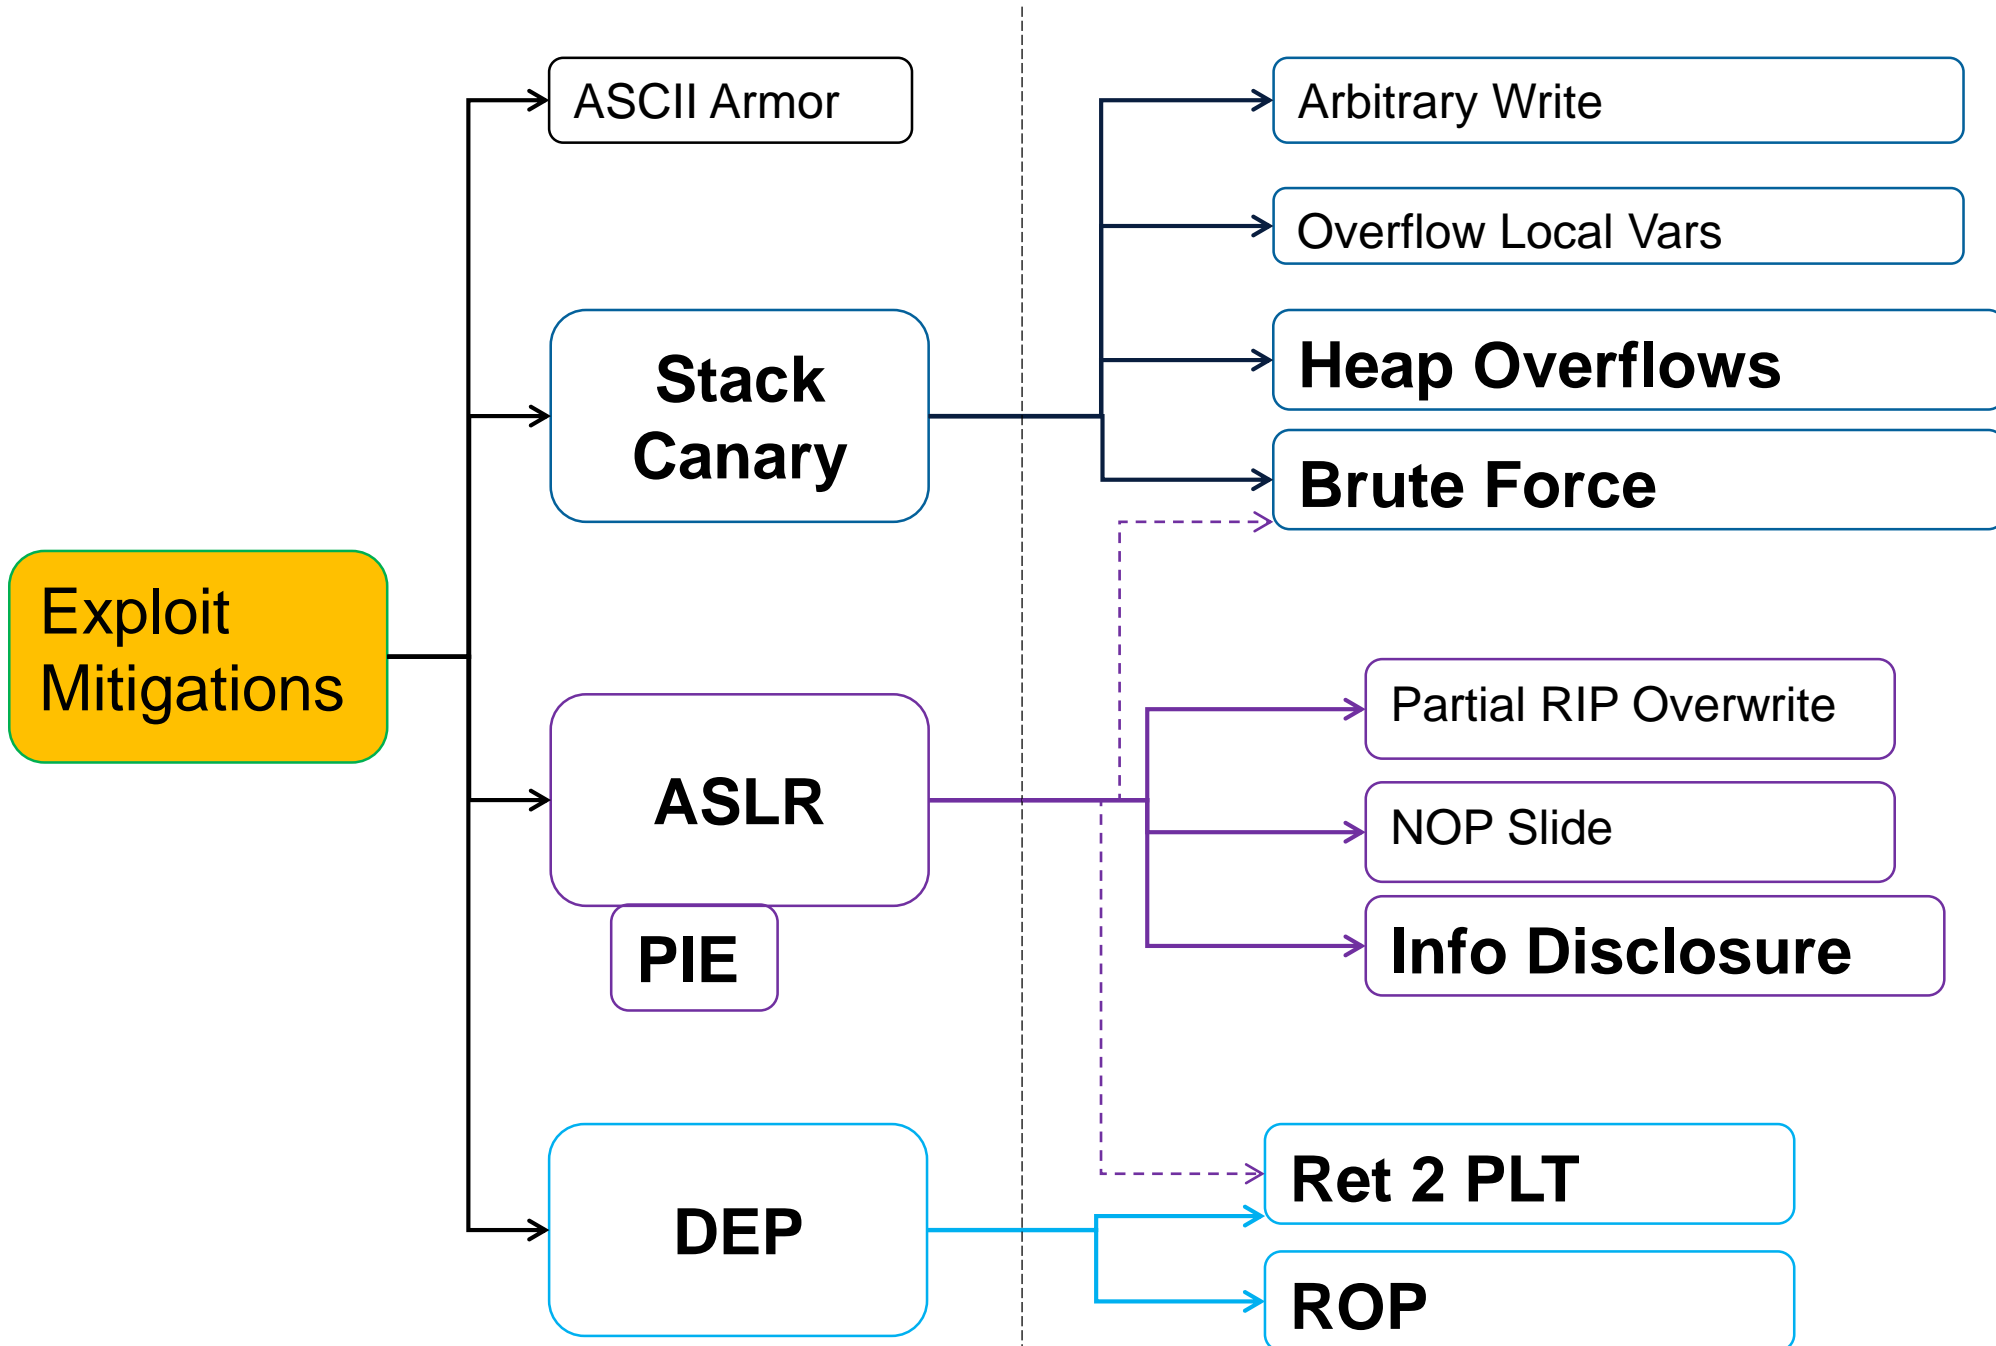 ASCII Armor
Arbitrary Write
Overflow Local Vars
Stack
Canary
Heap Overflows
Brute Force
Exploit
Mitigations
Partial RIP Overwrite
ASLR
NOP Slide
PIE
Info Disclosure
Ret 2 PLT
DEP
ROP